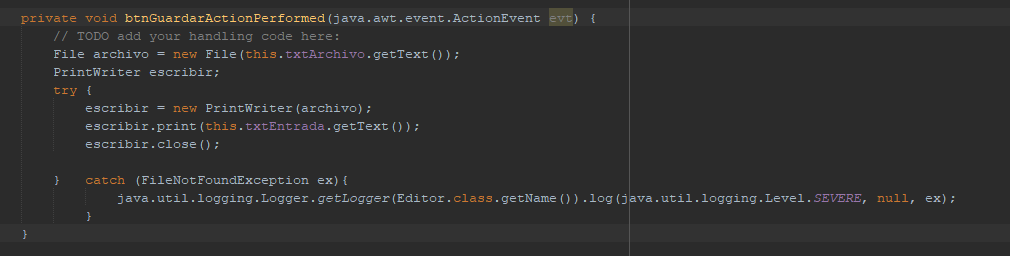 private void btnGuardarActionPerformed(java.awt.event.ActionEvent evt) {
// TODO add your handling code here:
File archivo = new File(this.txtArchivo.getText());
PrintWriter escribir;
try {
escribir = new PrintWriter(archivo);
escribir.print(this.txtEntrada.getText());
escribir.close();
} catch (FileNotFoundException ex){
java.util.logging.Logger.getLogger(Editor.class.getName()).log(java.util.logging.Level.SEVERE, null, ex);
}
}